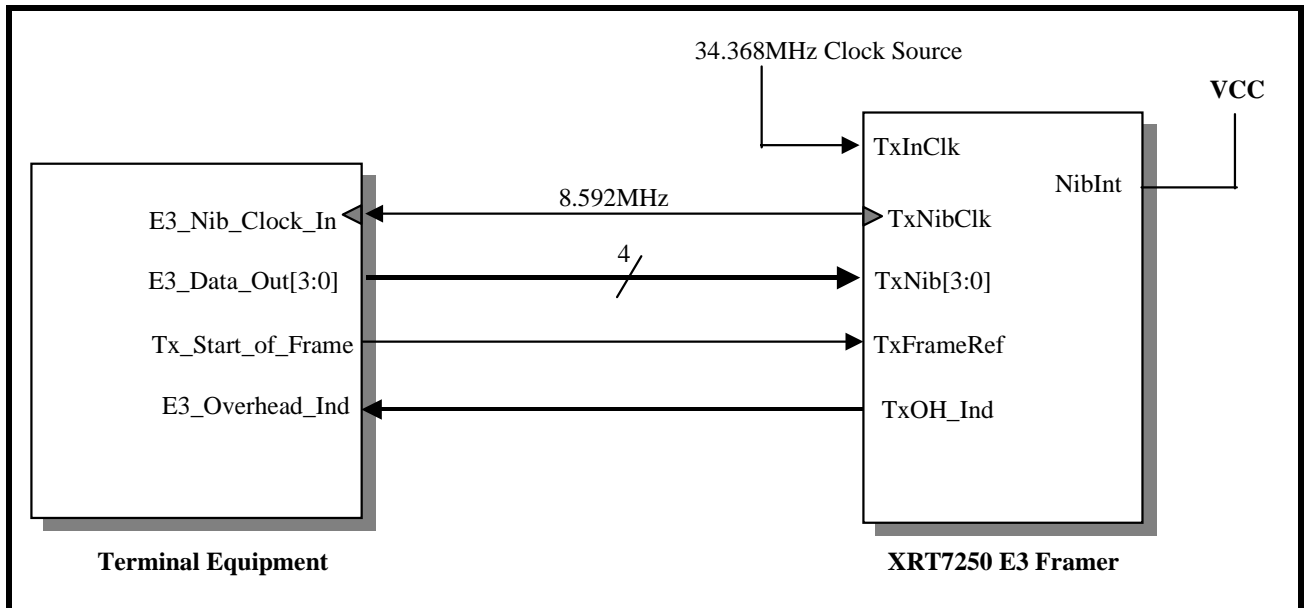 34.368MHz Clock Source
VCC
TxInClk
NibInt
8.592MHz
E3_Nib_Clock_In
TxNibClk
4
E3_Data_Out[3:0]
TxNib[3:0]
Tx_Start_of_Frame
TxFrameRef
E3_Overhead_Ind
TxOH_Ind
Terminal Equipment
XRT7250 E3 Framer